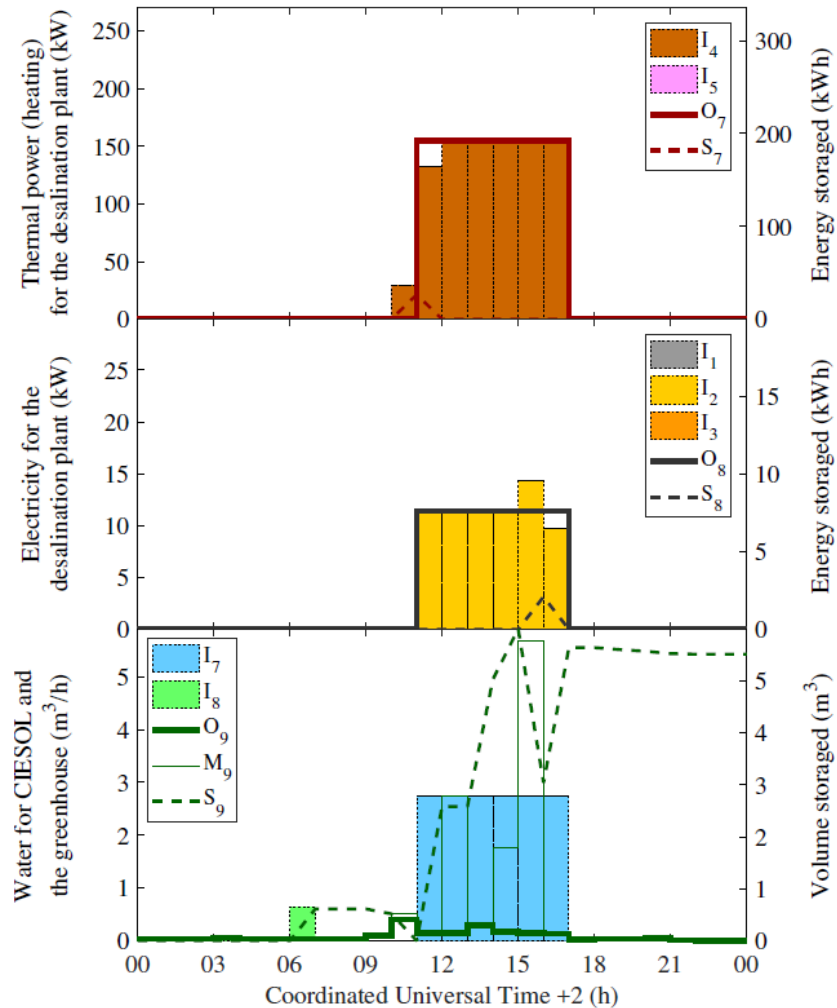 Thermal power (heating)
for the desalination plant (kW)
250
200
150
100
50
0
I4
I5
O7
S7
300
200
100
0
Energy storaged (kWh)
Electricity for the
desalination plant (kW)
25
20
15
10
5
0
I1
I2
I3
O8
S8
15
10
5
0
Energy storaged (kWh)
Water for CIESOL and
the greenhouse (m³/h)
5
4
3
2
1
0
I7
I8
O9
M9
S9
5
4
3
2
1
0
Volume storaged (m³)
00 03 06 09 12 15 18 21 00
Coordinated Universal Time +2 (h)